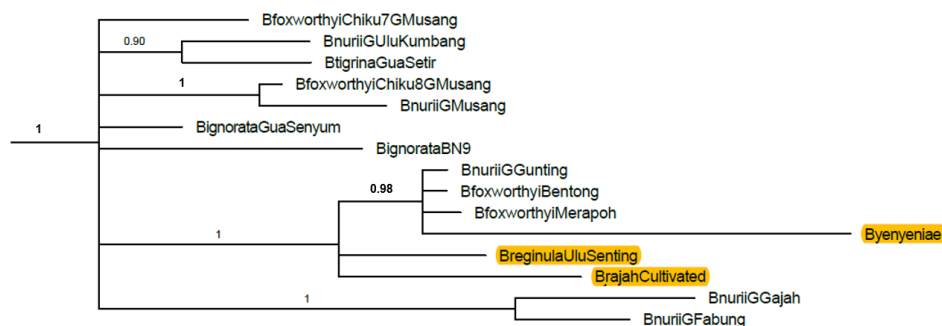 BfoxworthyiChiku7GMusang
0.90
BnuriiGUluKumbang
BtigrinaGuaSetir
BfoxworthyiChiku8GMusang
1
BnuriiGMusang
1
BignorataGuaSenyum
BignorataBN9
BnuriiGGunting
0.98
BfoxworthyiBentong
BfoxworthyiMerapoh
1
Byenyeniae
BreginulaUluSenting
BrajahCultivated
1
BnuriiGGajah
BnuriiGFabung